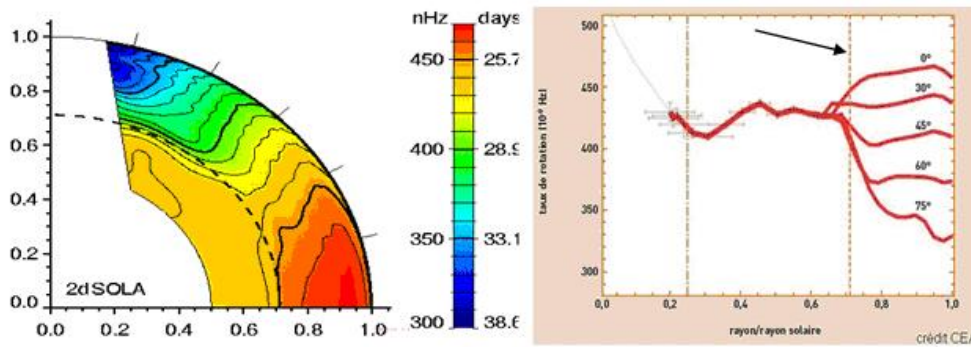 nHz days
1.0
0.8
0.6
0.4
0.2
0.0
2dSOLA
0.0 0.2 0.4 0.6 0.8 1.0
450 25.7
400 28.9
350 33.1
300 38.6
500
450
400
350
300
taux de rotation (10⁻⁹ Hz)
0°
30°
45°
60°
75°
0,0 0,2 0,4 0,6 0,8 1,0
rayon/rayon solaire
crédit CEA